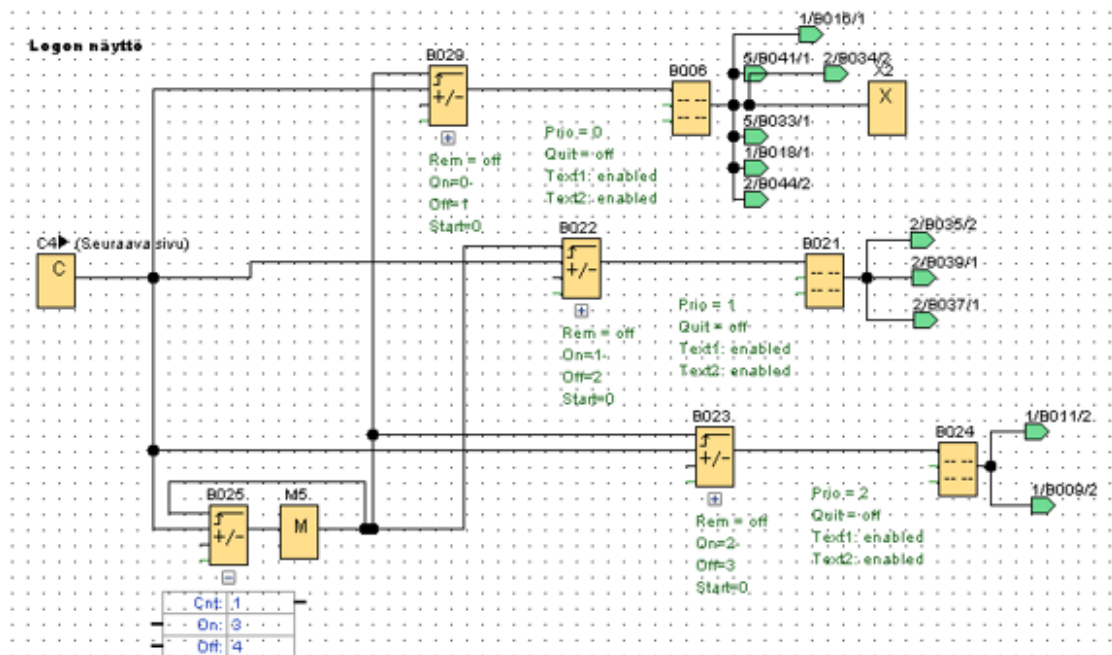 Logon näyttö
1/B016/1
B029
B006
5/B041/1
2/B034/2
X2
X
+/-
Prio = 0
Quit = off
Text1: enabled
Text2: enabled
5/B033/1
1/B018/1
2/B044/2
Rem = off
On=0
Off=1
Start=0
C4 (Seuraava sivu)
C
B022
+/-
B021
2/B035/2
2/B039/1
2/B037/1
Prio = 1
Quit = off
Text1: enabled
Text2: enabled
Rem = off
On=1
Off=2
Start=0
B023
+/-
B024
1/B011/2
1/B009/2
Prio = 2
Quit = off
Text1: enabled
Text2: enabled
Rem = off
On=2
Off=3
Start=0
B025
M5
+/-
M
Cnt: 1
On: 3
Off: 4